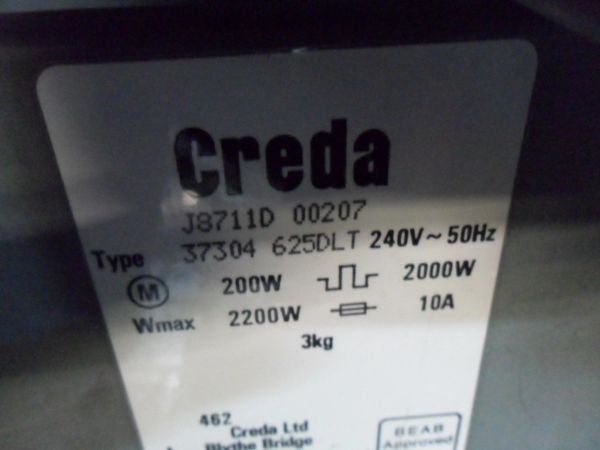 Creda
J8711D 00207
Type 37304 625DLT 240V~50Hz
M 200W 2000W
Wmax 2200W 10A
3kg
462
Creda Ltd
Blythe Bridge
BEAB
Approved